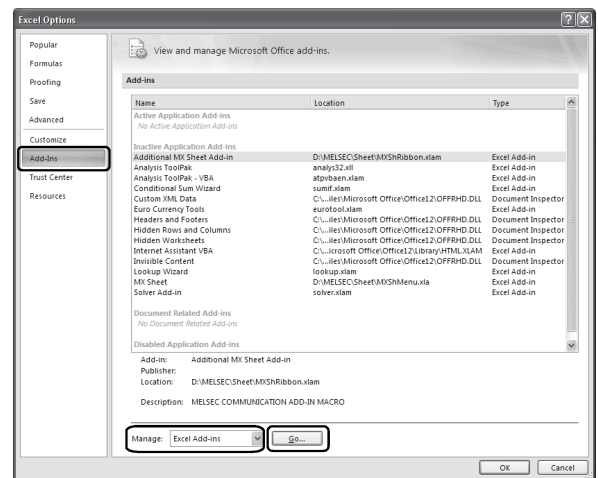 Excel Options
Popular
Formulas
Proofing
Save
Advanced
Customize
Add-Ins
Trust Center
Resources
View and manage Microsoft Office add-ins.
Add-ins
Name Location Type
Active Application Add-ins
No Active Application Add-ins
Inactive Application Add-ins
Additional MX Sheet Add-in D:\MELSEC\Sheet\MXShRibbon.xlam Excel Add-in
Analysis ToolPak analys32.xll Excel Add-in
Analysis ToolPak - VBA atpvbaen.xlam Excel Add-in
Conditional Sum Wizard sumif.xlam Excel Add-in
Custom XML Data C:\...iles\Microsoft Office\Office12\OFFRHD.DLL Document Inspector
Euro Currency Tools eurotool.xlam Excel Add-in
Headers and Footers C:\...iles\Microsoft Office\Office12\OFFRHD.DLL Document Inspector
Hidden Rows and Columns C:\...iles\Microsoft Office\Office12\OFFRHD.DLL Document Inspector
Hidden Worksheets C:\...iles\Microsoft Office\Office12\OFFRHD.DLL Document Inspector
Internet Assistant VBA C:\...icrosoft Office\Office12\Library\HTML.XLAM Excel Add-in
Invisible Content C:\...iles\Microsoft Office\Office12\OFFRHD.DLL Document Inspector
Lookup Wizard lookup.xlam Excel Add-in
MX Sheet D:\MELSEC\Sheet\MXShMenu.xla Excel Add-in
Solver Add-in solver.xlam Excel Add-in
Document Related Add-ins
No Document Related Add-ins
Disabled Application Add-ins
Add-in: Additional MX Sheet Add-in
Publisher:
Location: D:\MELSEC\Sheet\MXShRibbon.xlam
Description: MELSEC COMMUNICATION ADD-IN MACRO
Manage: Excel Add-ins Go...
OK Cancel